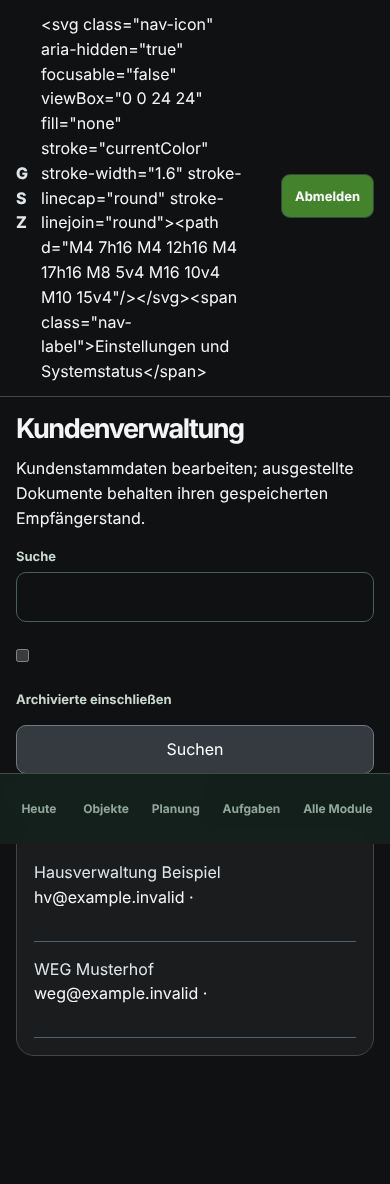 <svg class="nav-icon"
aria-hidden="true"
focusable="false"
viewBox="0 0 24 24"
fill="none"
stroke="currentColor"
G
stroke-width="1.6" stroke-
S
linecap="round" stroke-
Abmelden
Z
linejoin="round"><path
d="M4 7h16 M4 12h16 M4
17h16 M8 5v4 M16 10v4
M10 15v4"/></svg><span
class="nav-
label">Einstellungen und
Systemstatus</span>
Kundenverwaltung
Kundenstammdaten bearbeiten; ausgestellte
Dokumente behalten ihren gespeicherten
Empfängerstand.
Suche
Archivierte einschließen
Suchen
Heute Objekte Planung Aufgaben Alle Module
Hausverwaltung Beispiel
hv@example.invalid ·
WEG Musterhof
weg@example.invalid ·